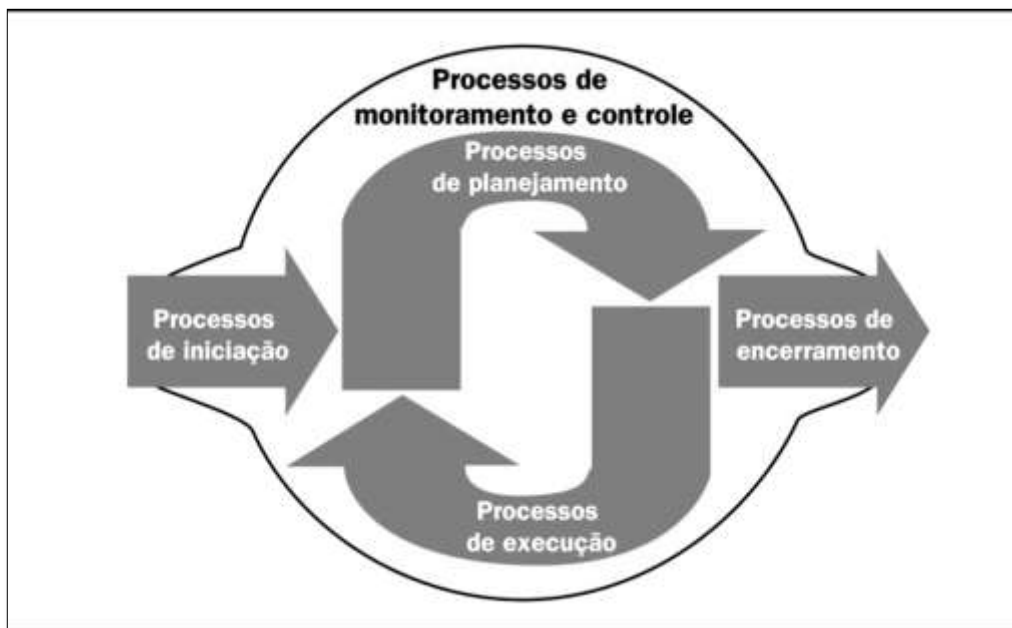 Processos de
monitoramento e controle
Processos
de planejamento
Processos
de iniciação
Processos de
encerramento
Processos
de execução